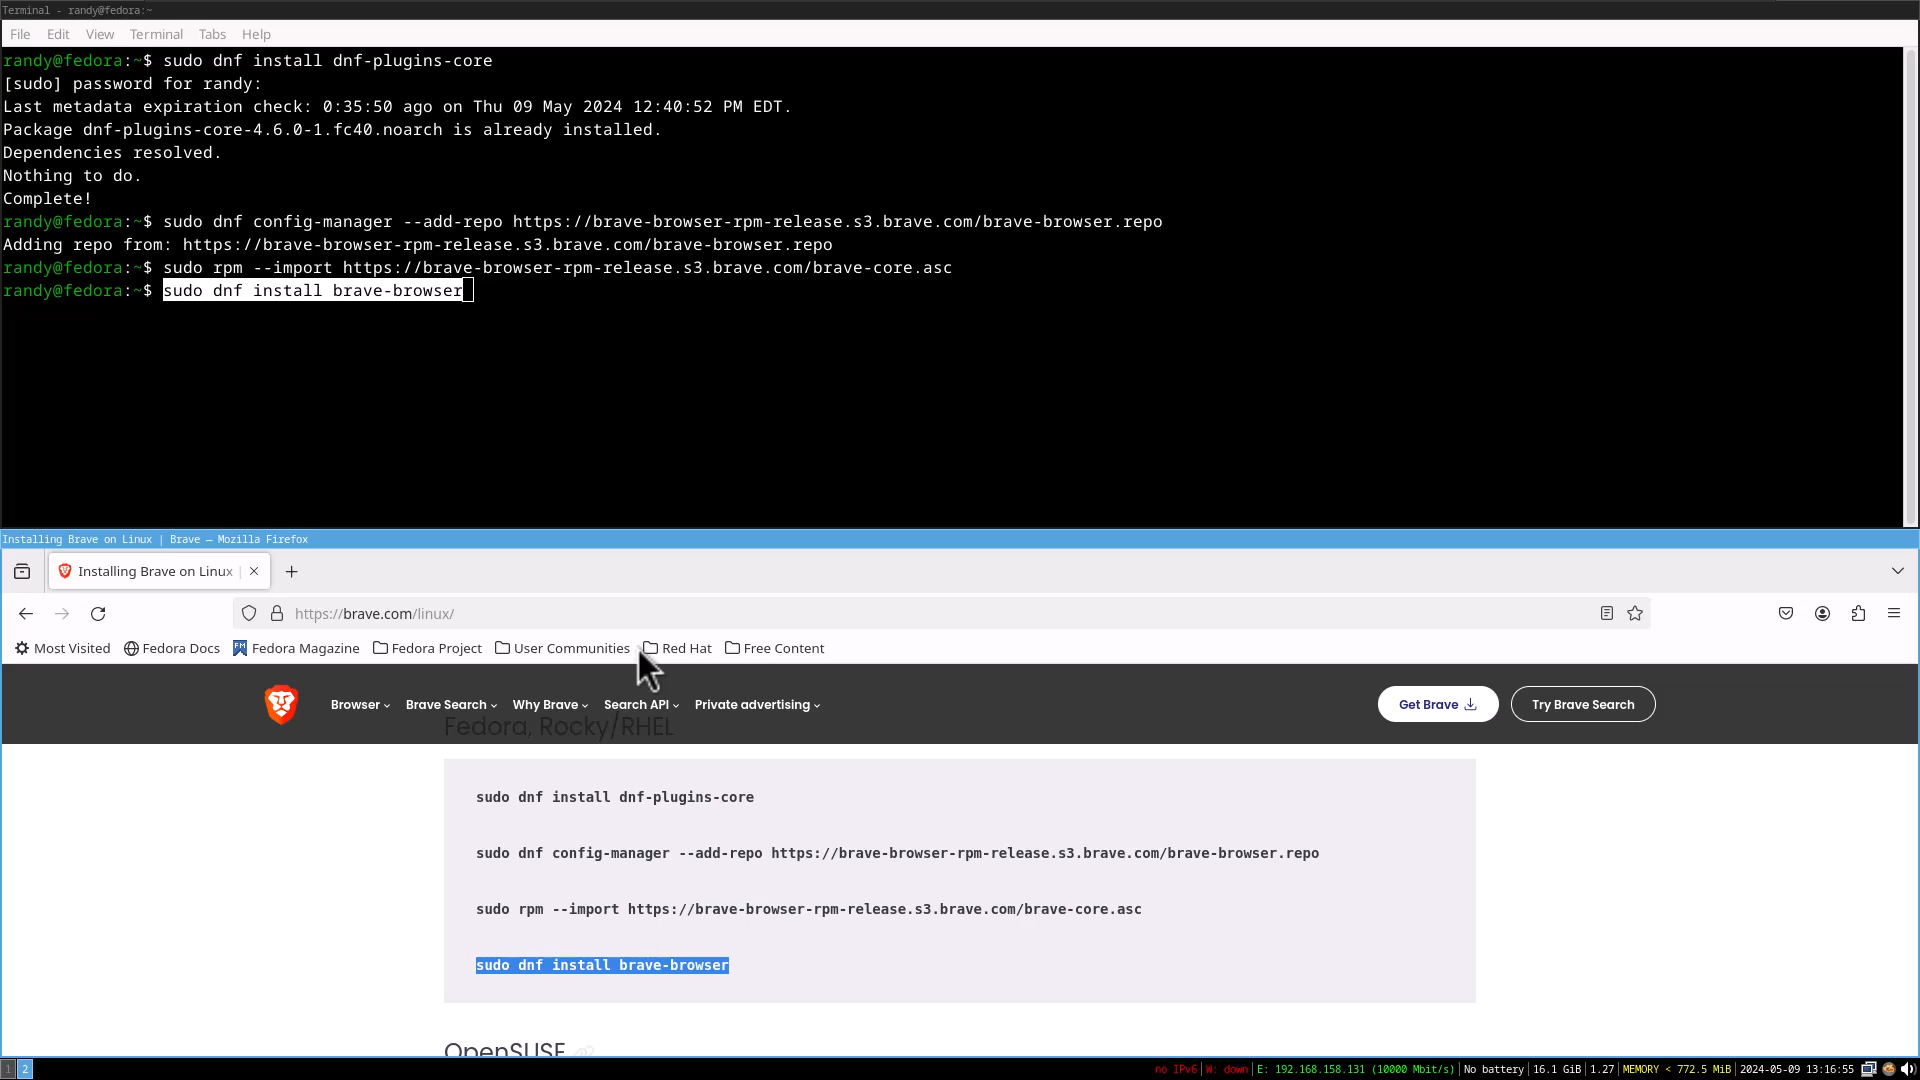 Terminal - randy@fedora:~
File Edit View Terminal Tabs Help
randy@fedora:~$ sudo dnf install dnf-plugins-core
[sudo] password for randy:
Last metadata expiration check: 0:35:50 ago on Thu 09 May 2024 12:40:52 PM EDT.
Package dnf-plugins-core-4.6.0-1.fc40.noarch is already installed.
Dependencies resolved.
Nothing to do.
Complete!
randy@fedora:~$ sudo dnf config-manager --add-repo https://brave-browser-rpm-release.s3.brave.com/brave-browser.repo
Adding repo from: https://brave-browser-rpm-release.s3.brave.com/brave-browser.repo
randy@fedora:~$ sudo rpm --import https://brave-browser-rpm-release.s3.brave.com/brave-core.asc
randy@fedora:~$ sudo dnf install brave-browser
Installing Brave on Linux | Brave — Mozilla Firefox
Installing Brave on Linux |
https://brave.com/linux/
Most Visited Fedora Docs Fedora Magazine Fedora Project User Communities Red Hat Free Content
Browser Brave Search Why Brave Search API Private advertising Get Brave Try Brave Search
Fedora, Rocky/RHEL
sudo dnf install dnf-plugins-core
sudo dnf config-manager --add-repo https://brave-browser-rpm-release.s3.brave.com/brave-browser.repo
sudo rpm --import https://brave-browser-rpm-release.s3.brave.com/brave-core.asc
sudo dnf install brave-browser
OpenSUSE
1 2 no IPv6 | W: down | E: 192.168.158.131 (10000 Mbit/s) | No battery | 16.1 GiB | 1.27 | MEMORY < 772.5 MiB | 2024-05-09 13:16:55